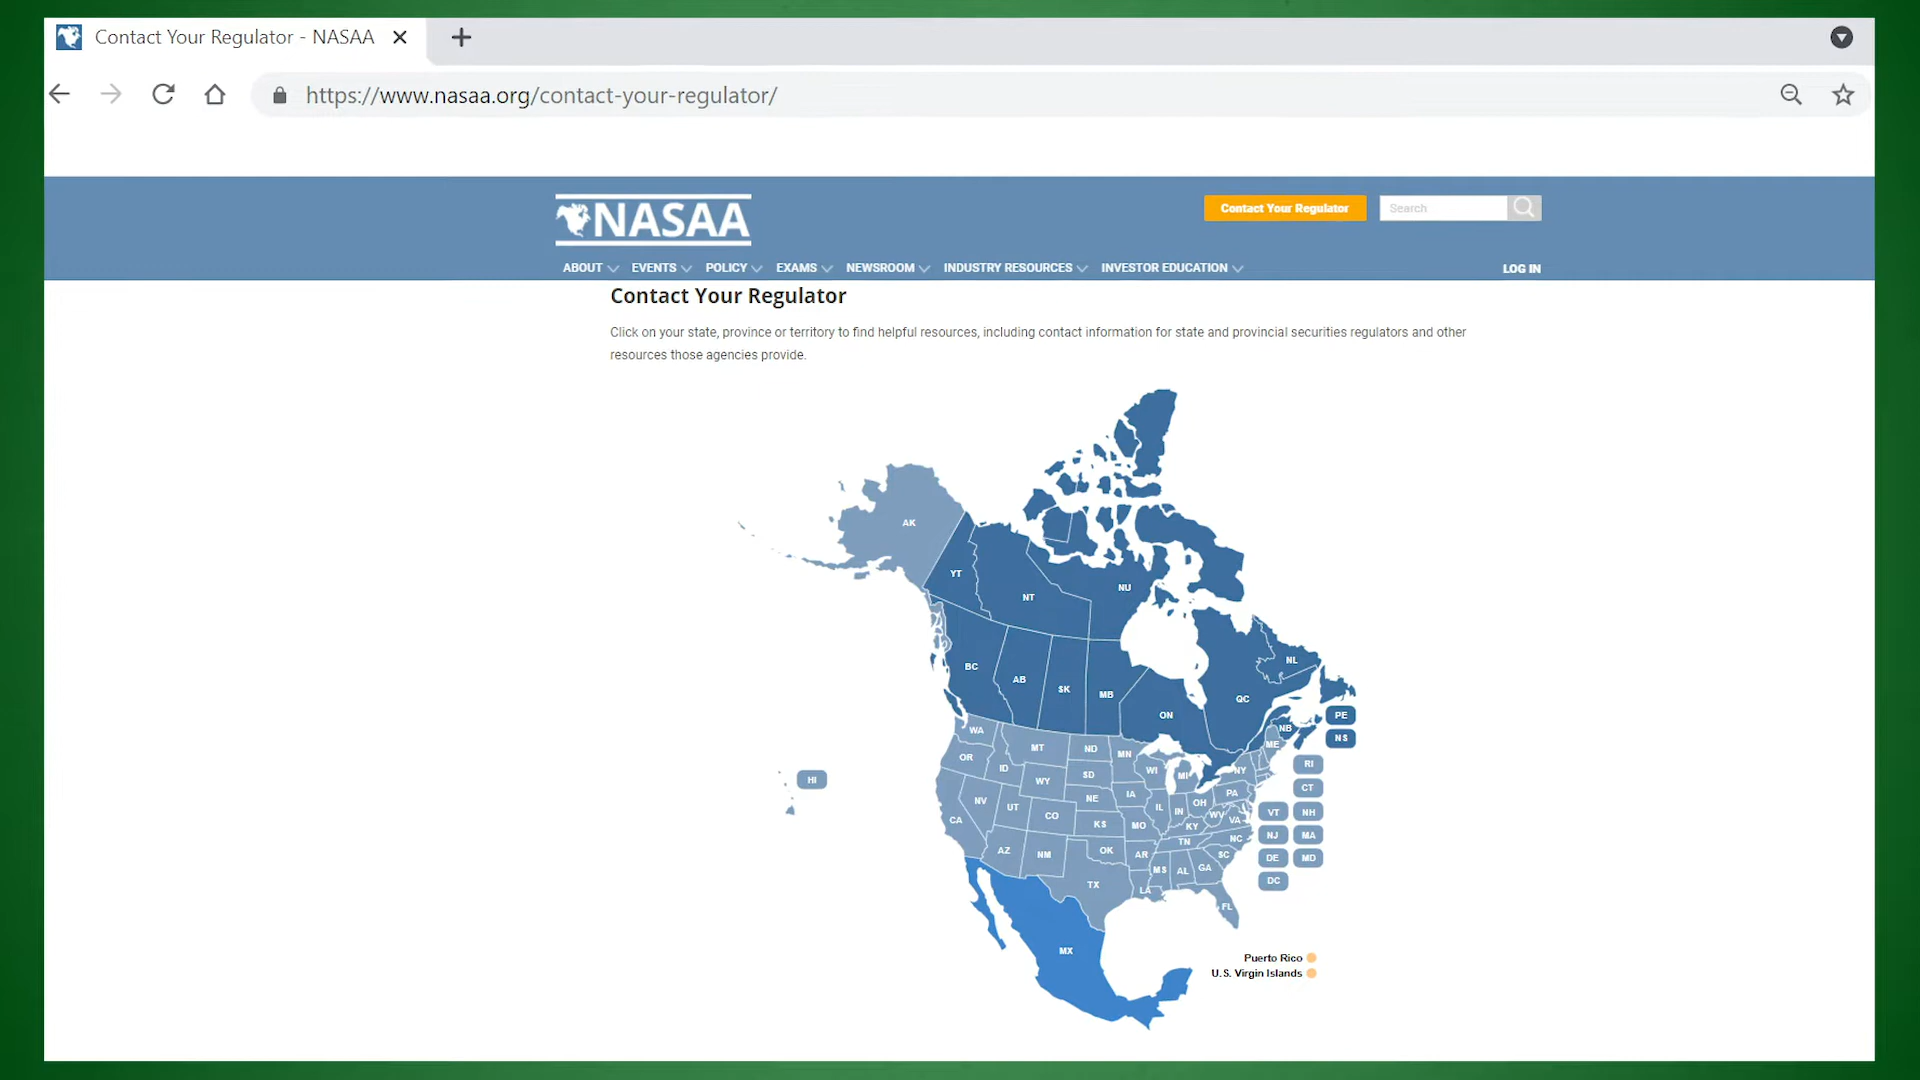 Contact Your Regulator - NASAA
https://www.nasaa.org/contact-your-regulator/
NASAA
Contact Your Regulator
Search
ABOUT EVENTS POLICY EXAMS NEWSROOM INDUSTRY RESOURCES INVESTOR EDUCATION LOG IN
Contact Your Regulator
Click on your state, province or territory to find helpful resources, including contact information for state and provincial securities regulators and other
resources those agencies provide.
AK
YT
NT
NU
BC
AB
SK
MB
ON
QC
NL
PE
NB
NS
WA
OR
ID
MT
ND
MN
WI
MI
NY
ME
RI
HI
WY
SD
NE
IA
IL
IN
OH
PA
CT
CA
NV
UT
CO
KS
MO
KY
WV
VA
VT
NH
AZ
NM
OK
AR
TN
NC
SC
NJ
MA
TX
LA
MS
AL
GA
DE
MD
FL
DC
MX
Puerto Rico
U.S. Virgin Islands